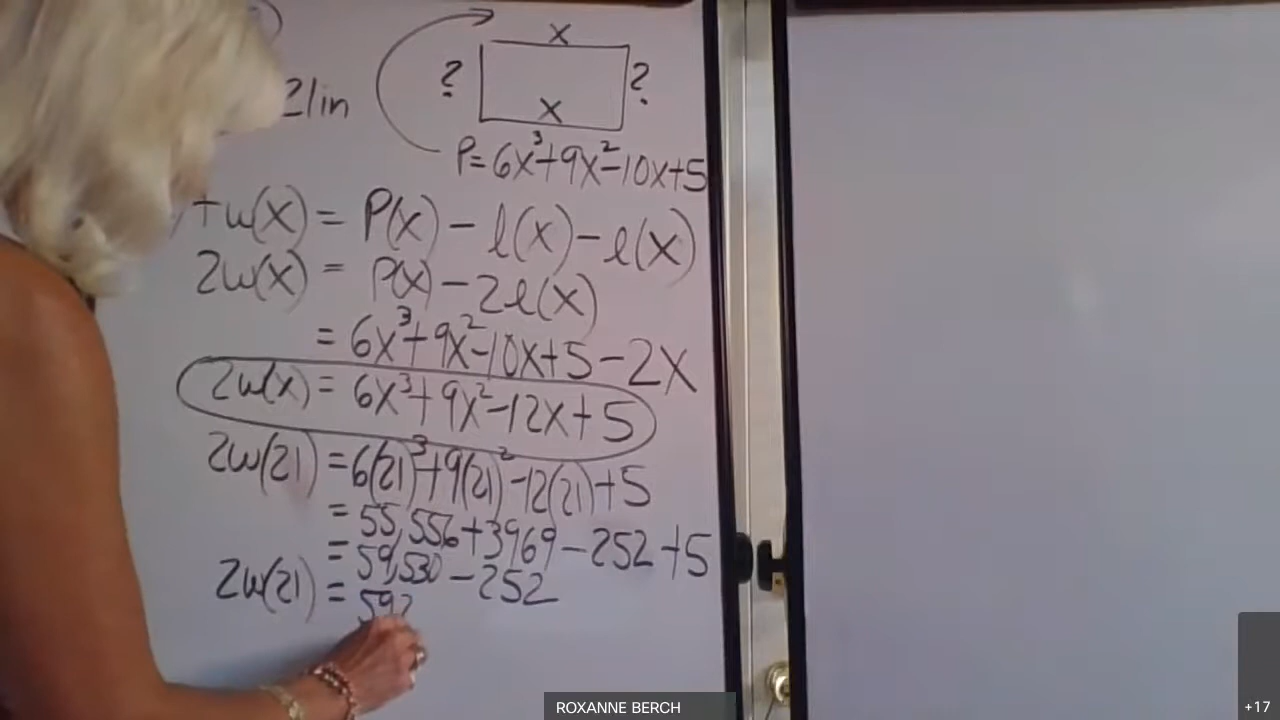 x
? ?
21in
x
P=6x³+9x²-10x+5
+w(x) = P(x) - l(x) - l(x)
2w(x) = P(x) - 2l(x)
= 6x³+9x²-10x+5-2x
2w(x) = 6x³+9x²-12x+5
2w(21) = 6(21)³+9(21)²-12(21)+5
= 55,556+3969-252+5
= 59,530-252
2w(21) = 592
ROXANNE BERCH
+17